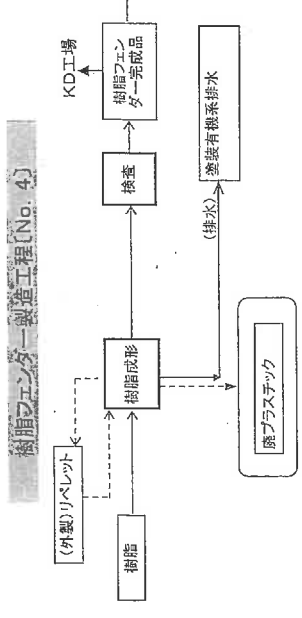 樹脂フェンダー製造工程〔No. 4〕
(外製)リペレット
樹脂
樹脂成形
検査
樹脂フェン
ダー完成品
KD工場
(排水)
塗装有機系排水
廃プラスチック